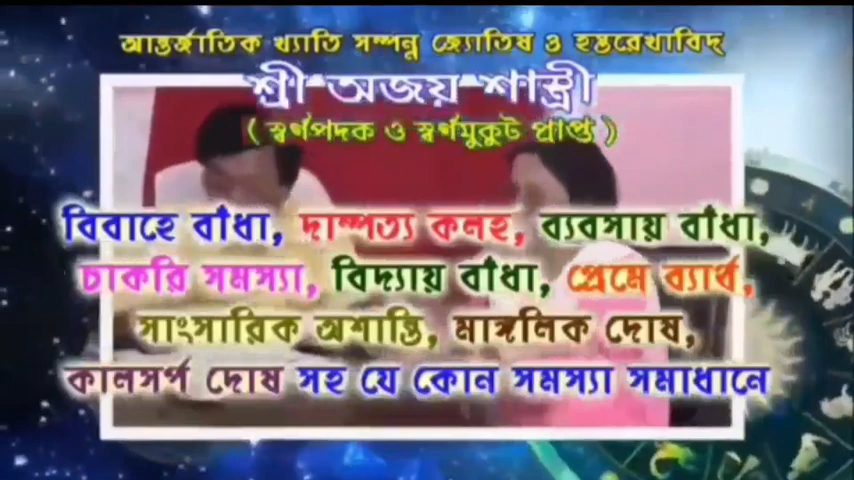 আন্তর্জাতিক খ্যাতি সম্পন্ন জ্যোতিষ ও হস্তরেখাবিদ্
শ্রী অজয় শাস্ত্রী
( স্বর্ণপদক ও স্বর্ণমুকুট প্রাপ্ত )
বিবাহে বাঁধা, দাম্পত্য কলহ, ব্যবসায় বাঁধা,
চাকরি সমস্যা, বিদ্যায় বাঁধা, প্রেমে ব্যার্থ,
সাংসারিক অশান্তি, মাঙ্গলিক দোষ,
কালসর্প দোষ সহ যে কোন সমস্যা সমাধানে